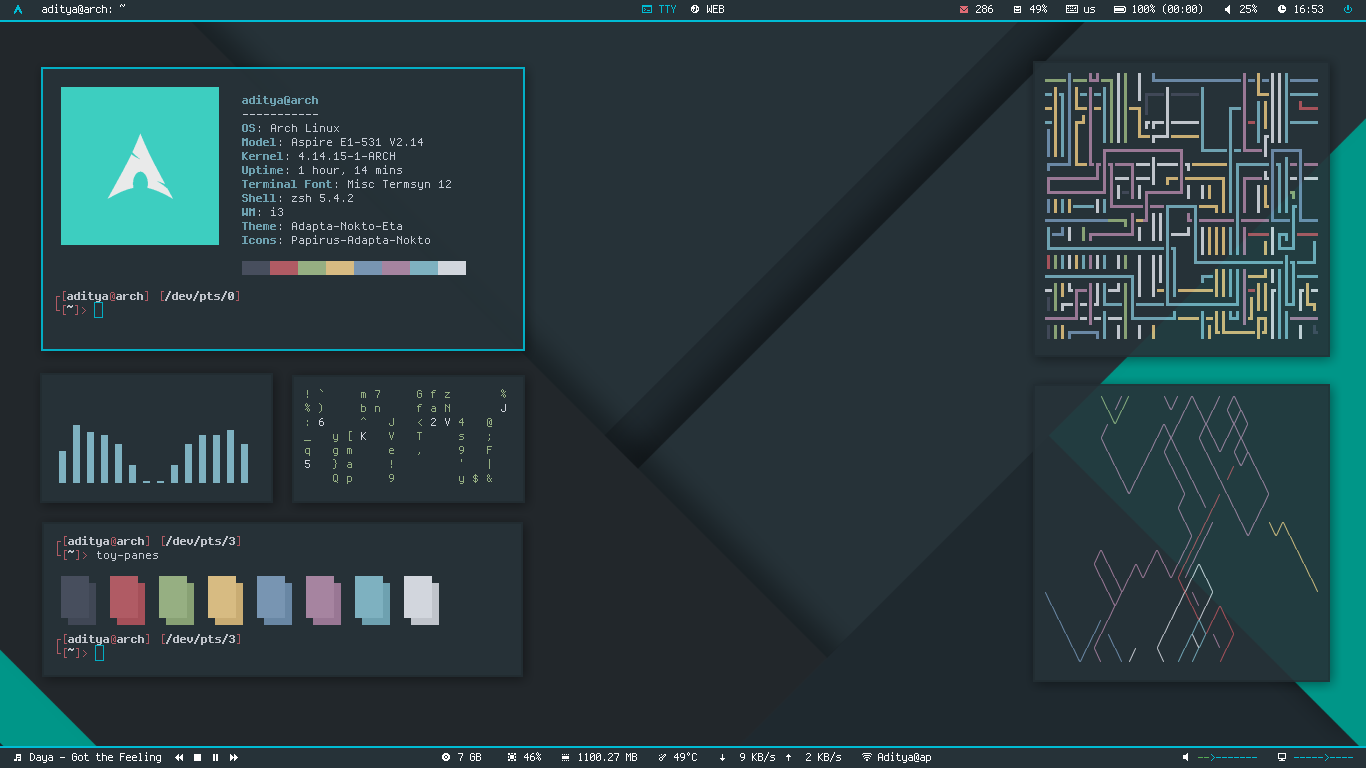 aditya@arch: ~
TTY WEB
286 49% us 100% (00:00) 25% 16:53
aditya@arch
-----------
OS: Arch Linux
Model: Aspire E1-531 V2.14
Kernel: 4.14.15-1-ARCH
Uptime: 1 hour, 14 mins
Terminal Font: Misc Termsyn 12
Shell: zsh 5.4.2
WM: i3
Theme: Adapta-Nokto-Eta
Icons: Papirus-Adapta-Nokto
[aditya@arch] [/dev/pts/0]
[~]>
! ` m 7 G f z %
% ) b n f a N J
: 6 ^ J < 2 V 4 @
_ y [ K V T s ;
q g m e , 9 F
5 } a ! ' |
Q p 9 y $ &
[aditya@arch] [/dev/pts/3]
[~]> toy-panes
[aditya@arch] [/dev/pts/3]
[~]>
Daya - Got the Feeling
7 GB 46% 1100.27 MB 49°C ↓ 9 KB/s ↑ 2 KB/s Aditya@ap
-->------- ----->----